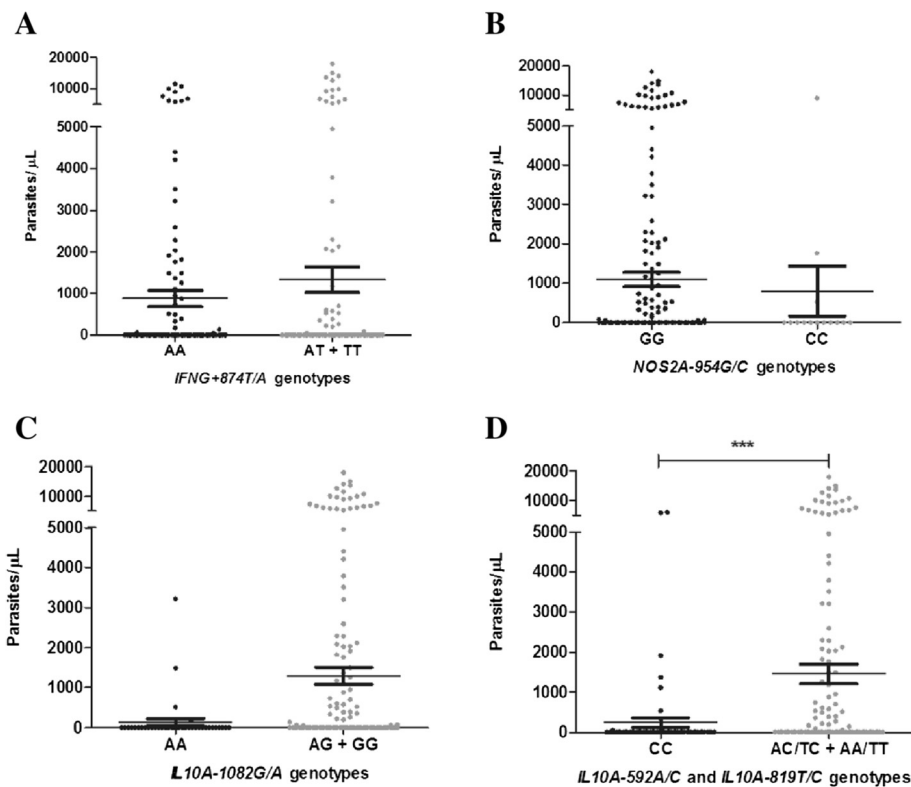 A
20000
10000
5000
4000
3000
2000
1000
0
Parasites/ μL
AA
AT + TT
IFNG+874T/A genotypes
B
20000
10000
5000
4000
3000
2000
1000
0
Parasites/ μL
GG
CC
NOS2A-954G/C genotypes
C
20000
10000
5000
4000
3000
2000
1000
0
Parasites/ μL
AA
AG + GG
IL10A-1082G/A genotypes
D
***
20000
10000
5000
4000
3000
2000
1000
0
Parasites/ μL
CC
AC/TC + AA/TT
IL10A-592A/C and IL10A-819T/C genotypes